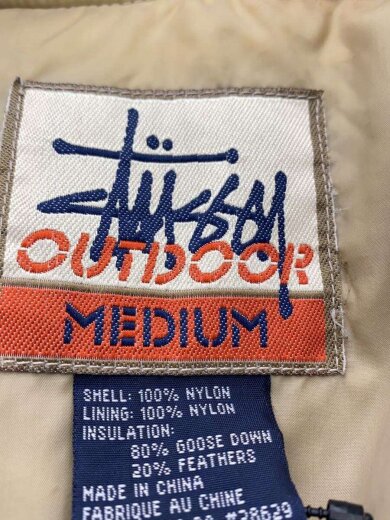 Stüssy
OUTDOOR
MEDIUM
SHELL: 100% NYLON
LINING: 100% NYLON
INSULATION:
80% GOOSE DOWN
20% FEATHERS
MADE IN CHINA
FABRIQUE AU CHINE
#28629